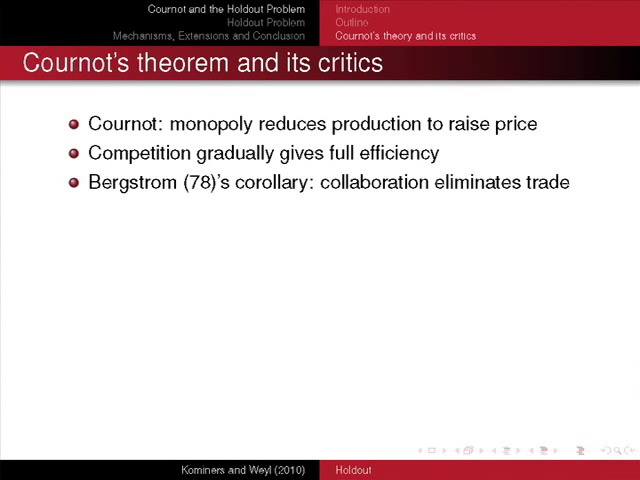 Cournot and the Holdout Problem
Holdout Problem
Mechanisms, Extensions and Conclusion
Introduction
Outline
Cournot's theory and its critics
Cournot's theorem and its critics
Cournot: monopoly reduces production to raise price
Competition gradually gives full efficiency
Bergstrom (78)'s corollary: collaboration eliminates trade
Kominers and Weyl (2010)
Holdout